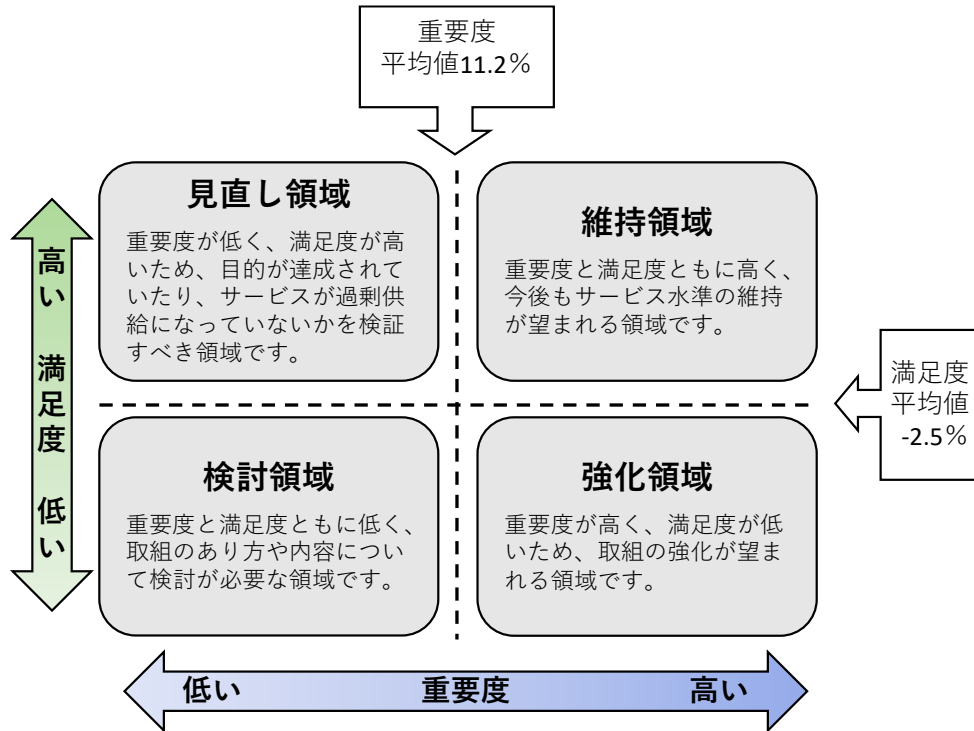 重要度
平均値11.2%
見直し領域
重要度が低く、満足度が高
いため、目的が達成されて
いたり、サービスが過剰供
給になっていないかを検証
すべき領域です。
維持領域
重要度と満足度ともに高く、
今後もサービス水準の維持
が望まれる領域です。
高い 満足度 低い
満足度
平均値
-2.5%
検討領域
重要度と満足度ともに低く、
取組のあり方や内容につい
て検討が必要な領域です。
強化領域
重要度が高く、満足度が低
いため、取組の強化が望ま
れる領域です。
低い 重要度 高い